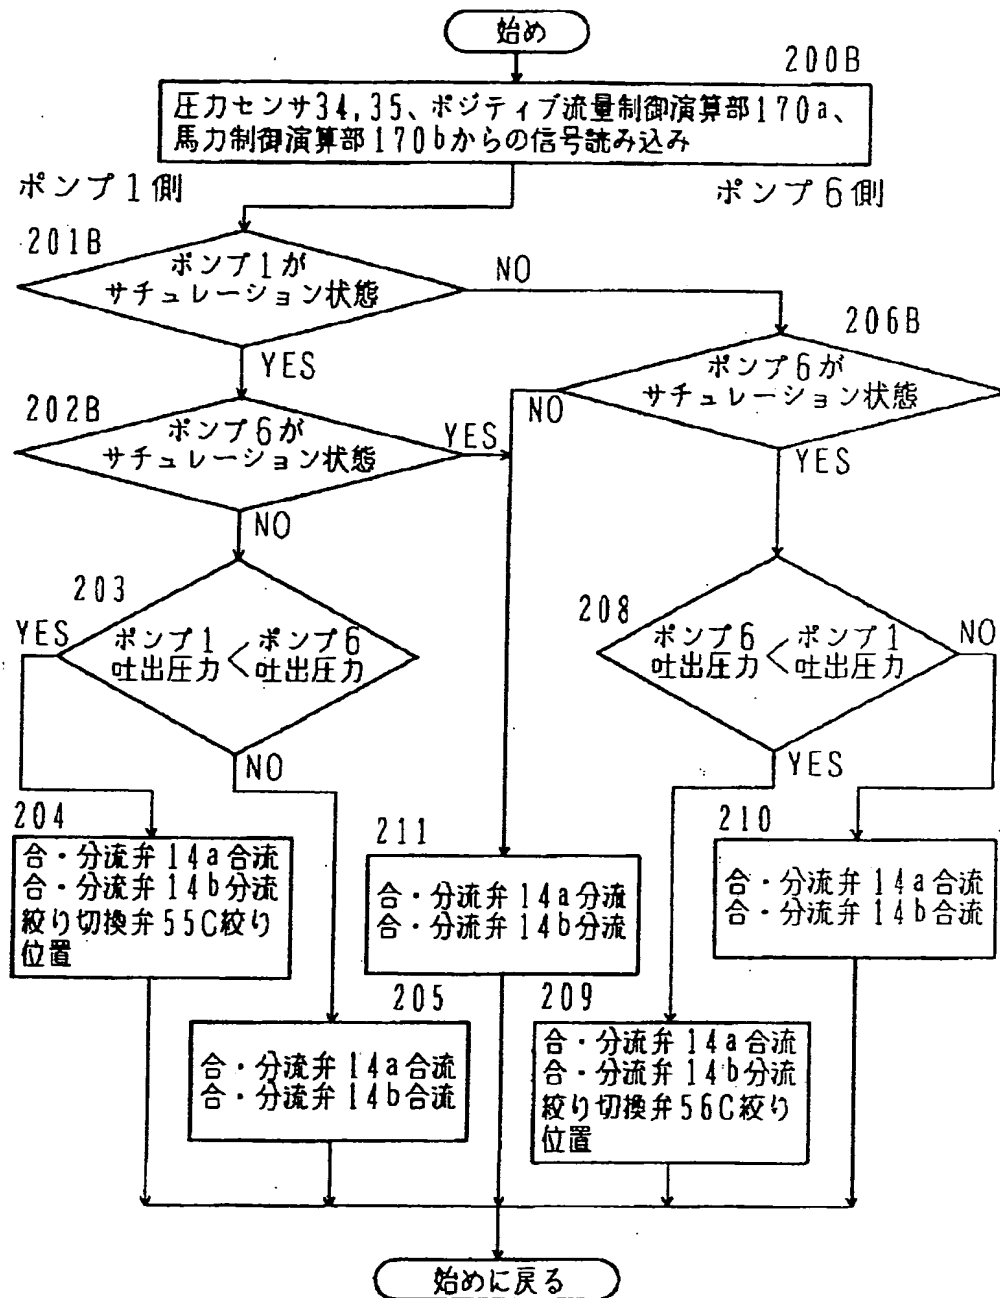 始め
200B
圧力センサ34,35、ポジティブ流量制御演算部170a、
馬力制御演算部170bからの信号読み込み
ポンプ1側
ポンプ6側
201B
ポンプ1が
サチュレーション状態
NO
YES
206B
ポンプ6が
サチュレーション状態
NO
YES
202B
ポンプ6が
サチュレーション状態
YES
NO
203
YES
ポンプ1 < ポンプ6
吐出圧力 吐出圧力
NO
208
ポンプ6 < ポンプ1
吐出圧力 吐出圧力
NO
YES
204
合・分流弁14a合流
合・分流弁14b分流
絞り切換弁55C絞り
位置
211
合・分流弁14a分流
合・分流弁14b分流
210
合・分流弁14a合流
合・分流弁14b合流
205
合・分流弁14a合流
合・分流弁14b合流
209
合・分流弁14a合流
合・分流弁14b分流
絞り切換弁56C絞り
位置
始めに戻る